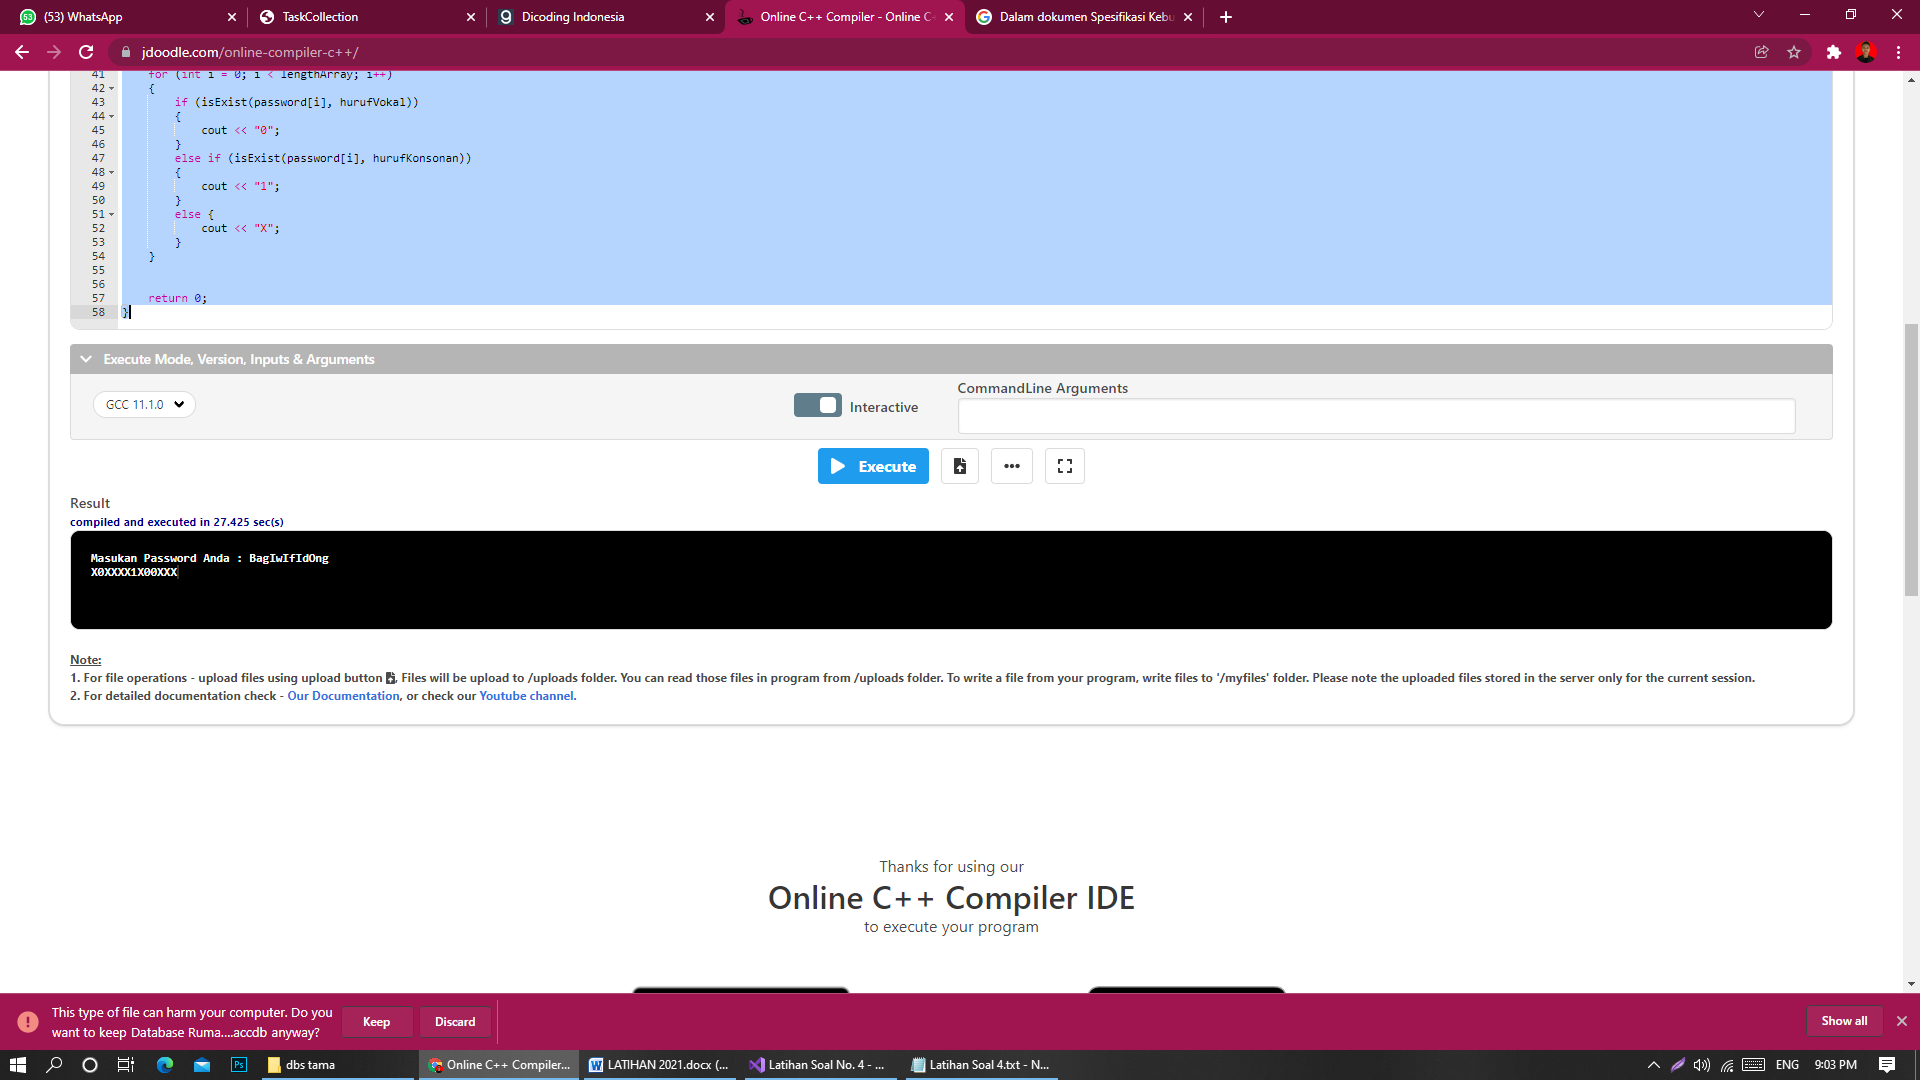 (53) WhatsApp
TaskCollection
Dicoding Indonesia
Online C++ Compiler - Online C
Dalam dokumen Spesifikasi Kebu
jdoodle.com/online-compiler-c++/
41 for (int i = 0; i < lengthArray; i++)
42 {
43 if (isExist(password[i], hurufVokal))
44 {
45 cout << "0";
46 }
47 else if (isExist(password[i], hurufKonsonan))
48 {
49 cout << "1";
50 }
51 else {
52 cout << "X";
53 }
54 }
55
56
57 return 0;
58 }
Execute Mode, Version, Inputs & Arguments
GCC 11.1.0
Interactive
CommandLine Arguments
Execute
Result
compiled and executed in 27.425 sec(s)
Masukan Password Anda : BagIwIfIdOng
X0XXXX1X00XXX
Note:
1. For file operations - upload files using upload button , Files will be upload to /uploads folder. You can read those files in program from /uploads folder. To write a file from your program, write files to '/myfiles' folder. Please note the uploaded files stored in the server only for the current session.
2. For detailed documentation check - Our Documentation, or check our Youtube channel.
Thanks for using our
Online C++ Compiler IDE
to execute your program
This type of file can harm your computer. Do you
want to keep Database Ruma....accdb anyway?
Keep
Discard
Show all
Ps
dbs tama
Online C++ Compiler...
LATIHAN 2021.docx (...
Latihan Soal No. 4 - ...
Latihan Soal 4.txt - N...
ENG
9:03 PM